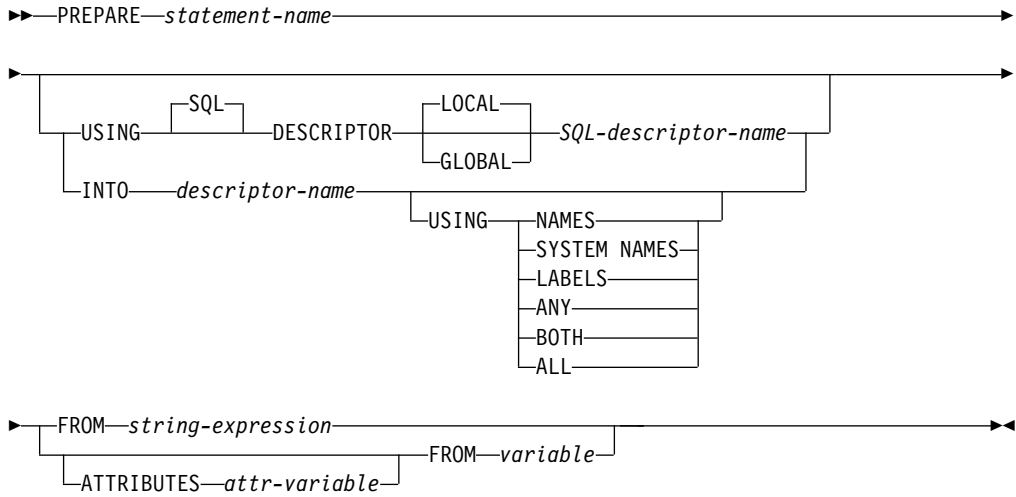 PREPARE statement-name
SQL LOCAL
USING DESCRIPTOR SQL-descriptor-name
GLOBAL
INTO descriptor-name
USING NAMES
SYSTEM NAMES
LABELS
ANY
BOTH
ALL
FROM string-expression
FROM variable
ATTRIBUTES attr-variable